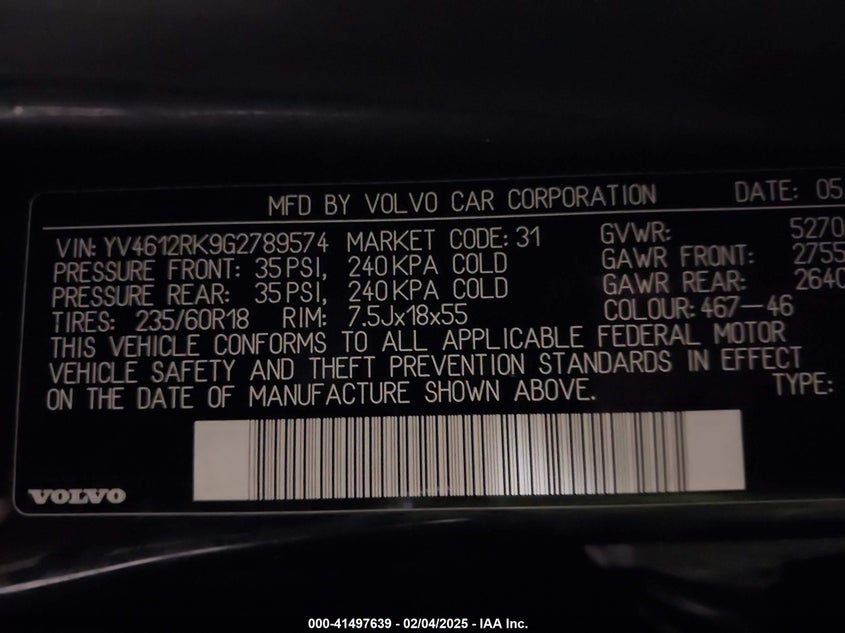 MFD BY VOLVO CAR CORPORATION DATE: 05
VIN: YV4612RK9G2789574 MARKET CODE: 31 GVWR: 5270
PRESSURE FRONT: 35 PSI, 240 KPA COLD GAWR FRONT: 2755
PRESSURE REAR: 35 PSI, 240 KPA COLD GAWR REAR: 2640
TIRES: 235/60R18 RIM: 7.5Jx18x55 COLOUR: 467-46
THIS VEHICLE CONFORMS TO ALL APPLICABLE FEDERAL MOTOR
VEHICLE SAFETY AND THEFT PREVENTION STANDARDS IN EFFECT
ON THE DATE OF MANUFACTURE SHOWN ABOVE. TYPE:
VOLVO
000-41497639 - 02/04/2025 - IAA Inc.